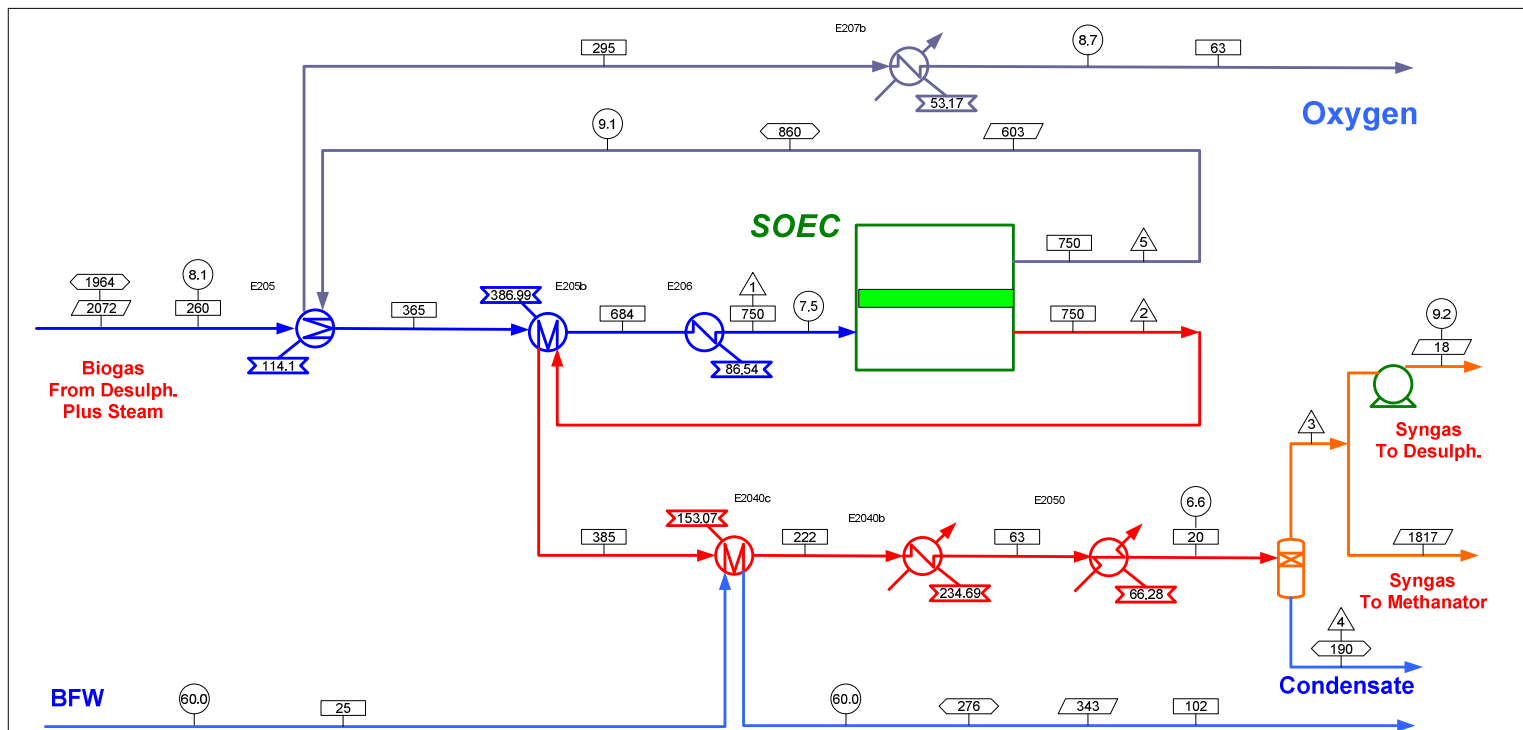 E207b
295
8.7
63
53.17
Oxygen
9.1
860
603
SOEC
750
5
1964
8.1
2072
260
E205
365
386.99
E205b
E206
684
1
750
7.5
750
2
114.1
86.54
9.2
18
Biogas
From Desulph.
Plus Steam
3
Syngas
To Desulph.
E2040c
153.07
E2040b
E2050
6.6
385
222
63
20
1817
234.69
66.28
Syngas
To Methanator
4
190
Condensate
BFW
60.0
25
60.0
276
343
102